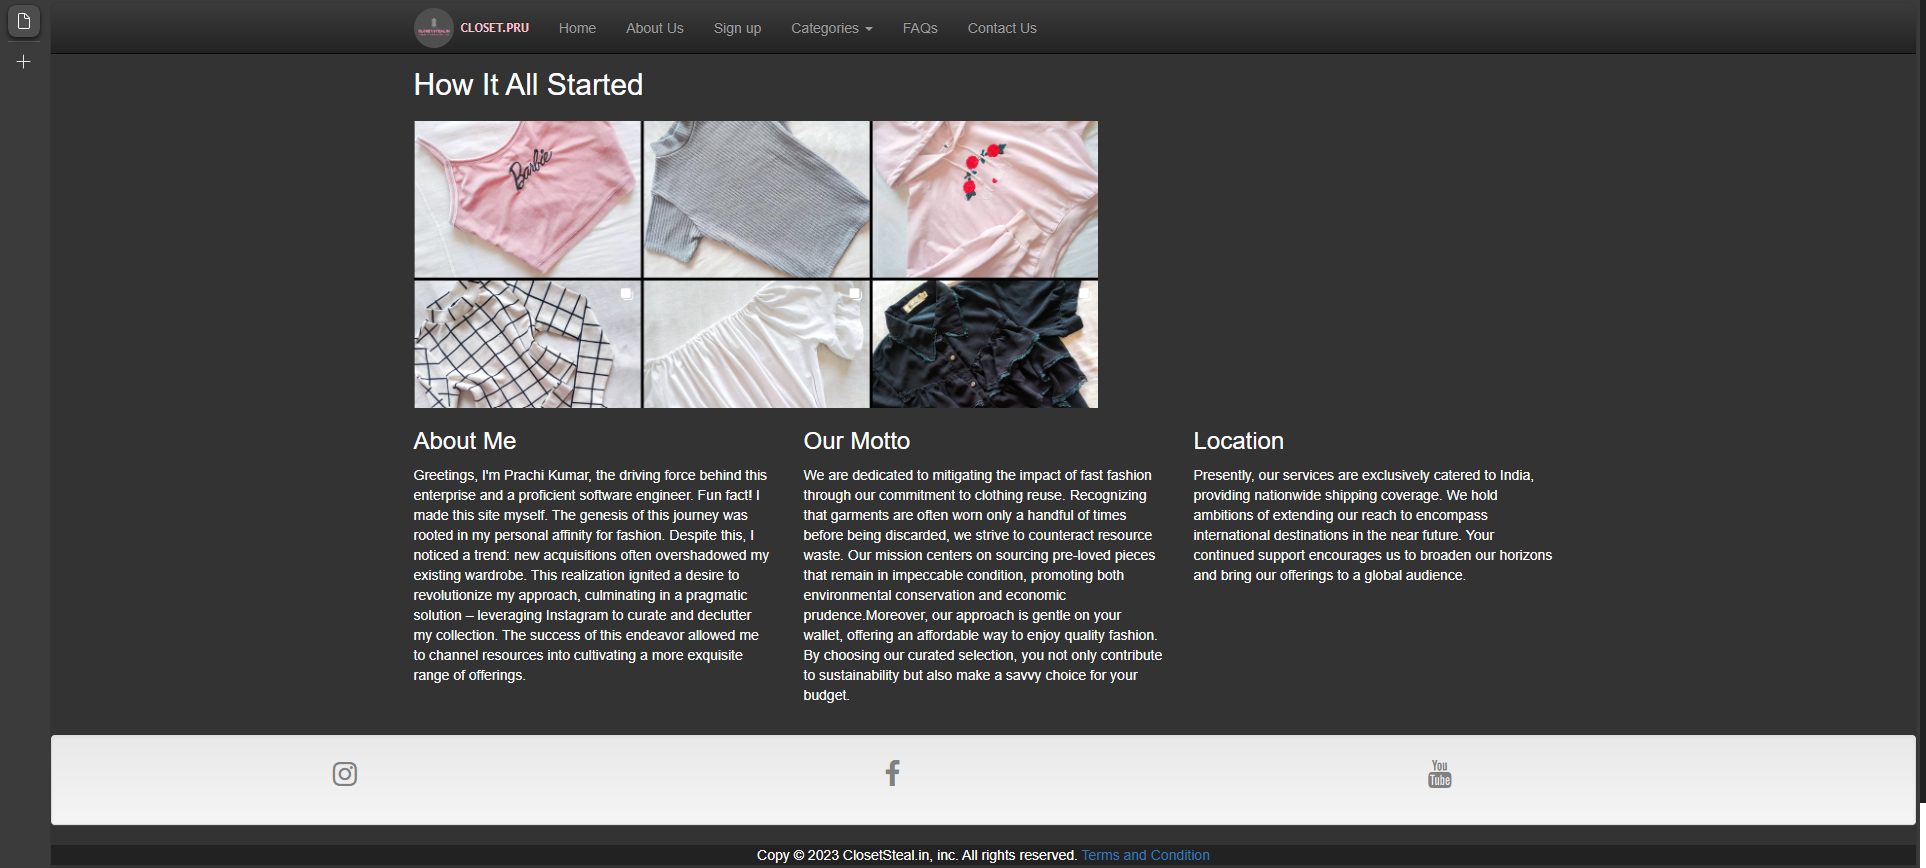 CLOSET.PRU Home About Us Sign up Categories FAQs Contact Us
How It All Started
Barbie
About Me
Greetings, I'm Prachi Kumar, the driving force behind this
enterprise and a proficient software engineer. Fun fact! I
made this site myself. The genesis of this journey was
rooted in my personal affinity for fashion. Despite this, I
noticed a trend: new acquisitions often overshadowed my
existing wardrobe. This realization ignited a desire to
revolutionize my approach, culminating in a pragmatic
solution – leveraging Instagram to curate and declutter
my collection. The success of this endeavor allowed me
to channel resources into cultivating a more exquisite
range of offerings.
Our Motto
We are dedicated to mitigating the impact of fast fashion
through our commitment to clothing reuse. Recognizing
that garments are often worn only a handful of times
before being discarded, we strive to counteract resource
waste. Our mission centers on sourcing pre-loved pieces
that remain in impeccable condition, promoting both
environmental conservation and economic
prudence.Moreover, our approach is gentle on your
wallet, offering an affordable way to enjoy quality fashion.
By choosing our curated selection, you not only contribute
to sustainability but also make a savvy choice for your
budget.
Location
Presently, our services are exclusively catered to India,
providing nationwide shipping coverage. We hold
ambitions of extending our reach to encompass
international destinations in the near future. Your
continued support encourages us to broaden our horizons
and bring our offerings to a global audience.
You
Tube
Copy © 2023 ClosetSteal.in, inc. All rights reserved. Terms and Condition